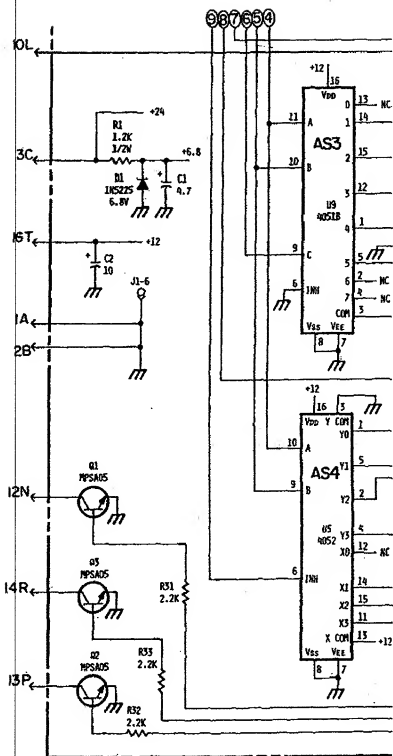 9 8 7 6 5 4
10L
+12
16
VDD
0 13 NC
1 14
+24
11 A
AS3
R1
1.2K
1/2W
2 15
3C
+6.8
10 B
D1
1N5225
6.8V
+ C1
4.7
3 12
U9
4051B
4 1
16T
+12
9 C
5 5
+ C2
10
6 INH
6 2 NC
7 4 NC
J1-6
COM 3
1A
VSS VEE
2B
8 7
+12
16 3
VDD Y COM
Y0 1
10 A
AS4
Y1 5
Q1
MPSA05
9 B
Y2 2
12N
U5
4052
Y3 4
X0 12 NC
Q3
MPSA05
R31
2.2K
6 INH
X1 14
14R
X2 15
X3 11
X COM 13 +12
Q2
MPSA05
R33
2.2K
VSS VEE
8 7
13P
R32
2.2K